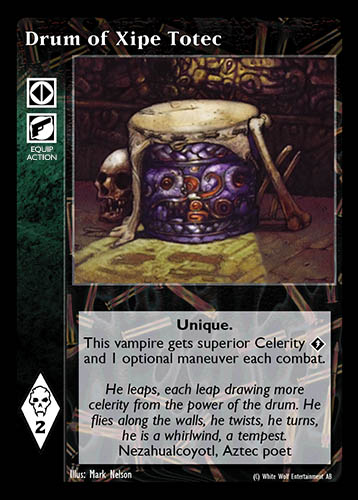 Drum of Xipe Totec
EQUIP
ACTION
Unique.
This vampire gets superior Celerity
and 1 optional maneuver each combat.
He leaps, each leap drawing more
celerity from the power of the drum. He
flies along the walls, he twists, he turns,
he is a whirlwind, a tempest.
Nezahualcoyotl, Aztec poet
2
Illus: Mark Nelson
(C) White Wolf Entertainment AB